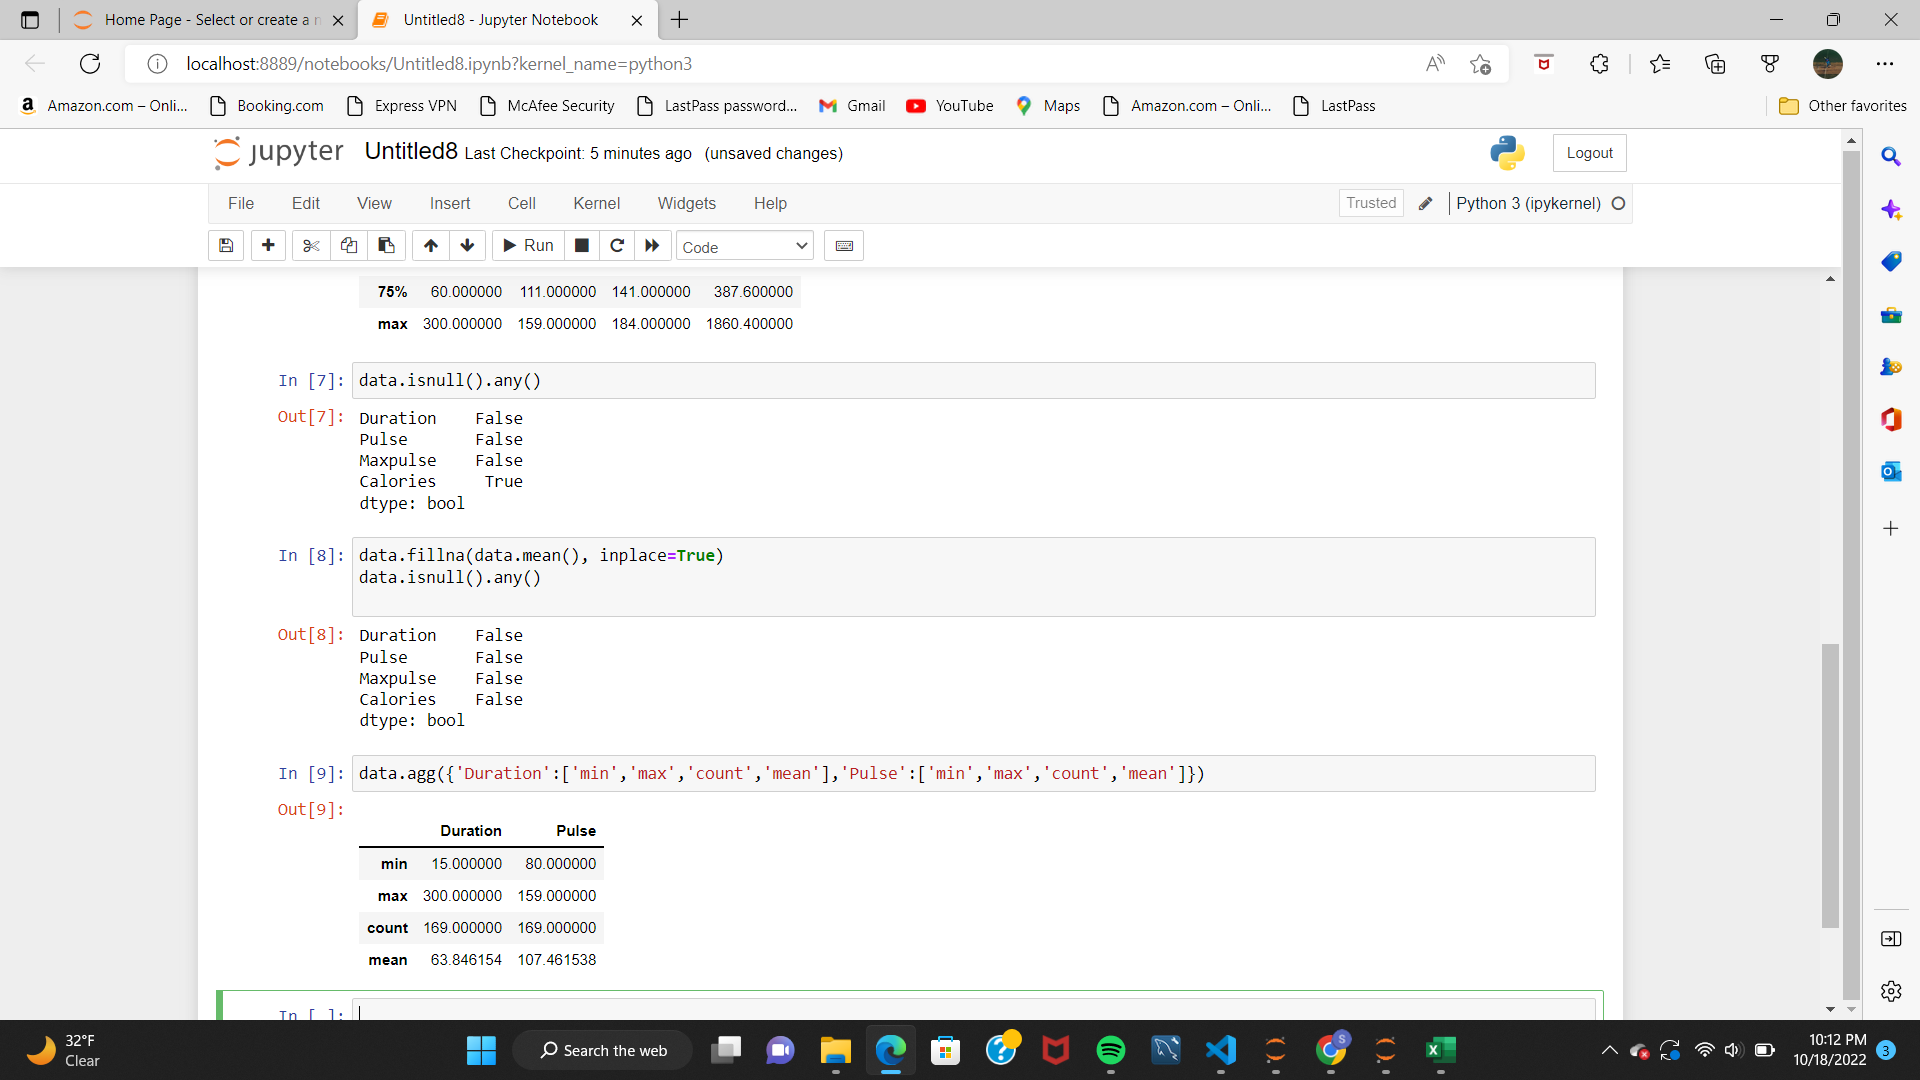 Home Page - Select or create a n
Untitled8 - Jupyter Notebook
localhost:8889/notebooks/Untitled8.ipynb?kernel_name=python3
Amazon.com – Onli... Booking.com Express VPN McAfee Security LastPass password... Gmail YouTube Maps Amazon.com – Onli... LastPass Other favorites
jupyter Untitled8 Last Checkpoint: 5 minutes ago (unsaved changes) Logout
File Edit View Insert Cell Kernel Widgets Help Trusted Python 3 (ipykernel)
Run Code
75% 60.000000 111.000000 141.000000 387.600000
max 300.000000 159.000000 184.000000 1860.400000
In [7]: data.isnull().any()
Out[7]: Duration False
Pulse False
Maxpulse False
Calories True
dtype: bool
In [8]: data.fillna(data.mean(), inplace=True)
data.isnull().any()
Out[8]: Duration False
Pulse False
Maxpulse False
Calories False
dtype: bool
In [9]: data.agg({'Duration':['min','max','count','mean'],'Pulse':['min','max','count','mean']})
Out[9]:
Duration Pulse
min 15.000000 80.000000
max 300.000000 159.000000
count 169.000000 169.000000
mean 63.846154 107.461538
In [ ]:
32°F
Clear
Search the web
S
10:12 PM
10/18/2022
3